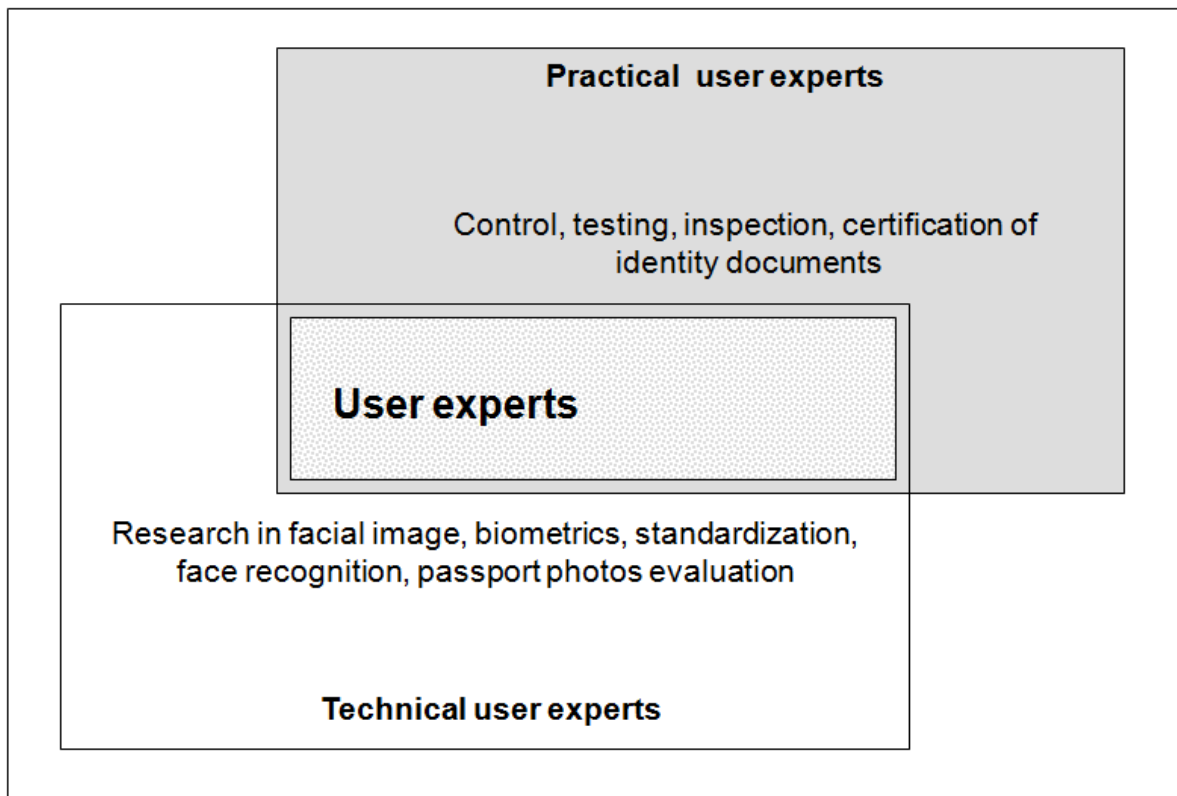 Practical user experts
Control, testing, inspection, certification of
identity documents
User experts
Research in facial image, biometrics, standardization,
face recognition, passport photos evaluation
Technical user experts